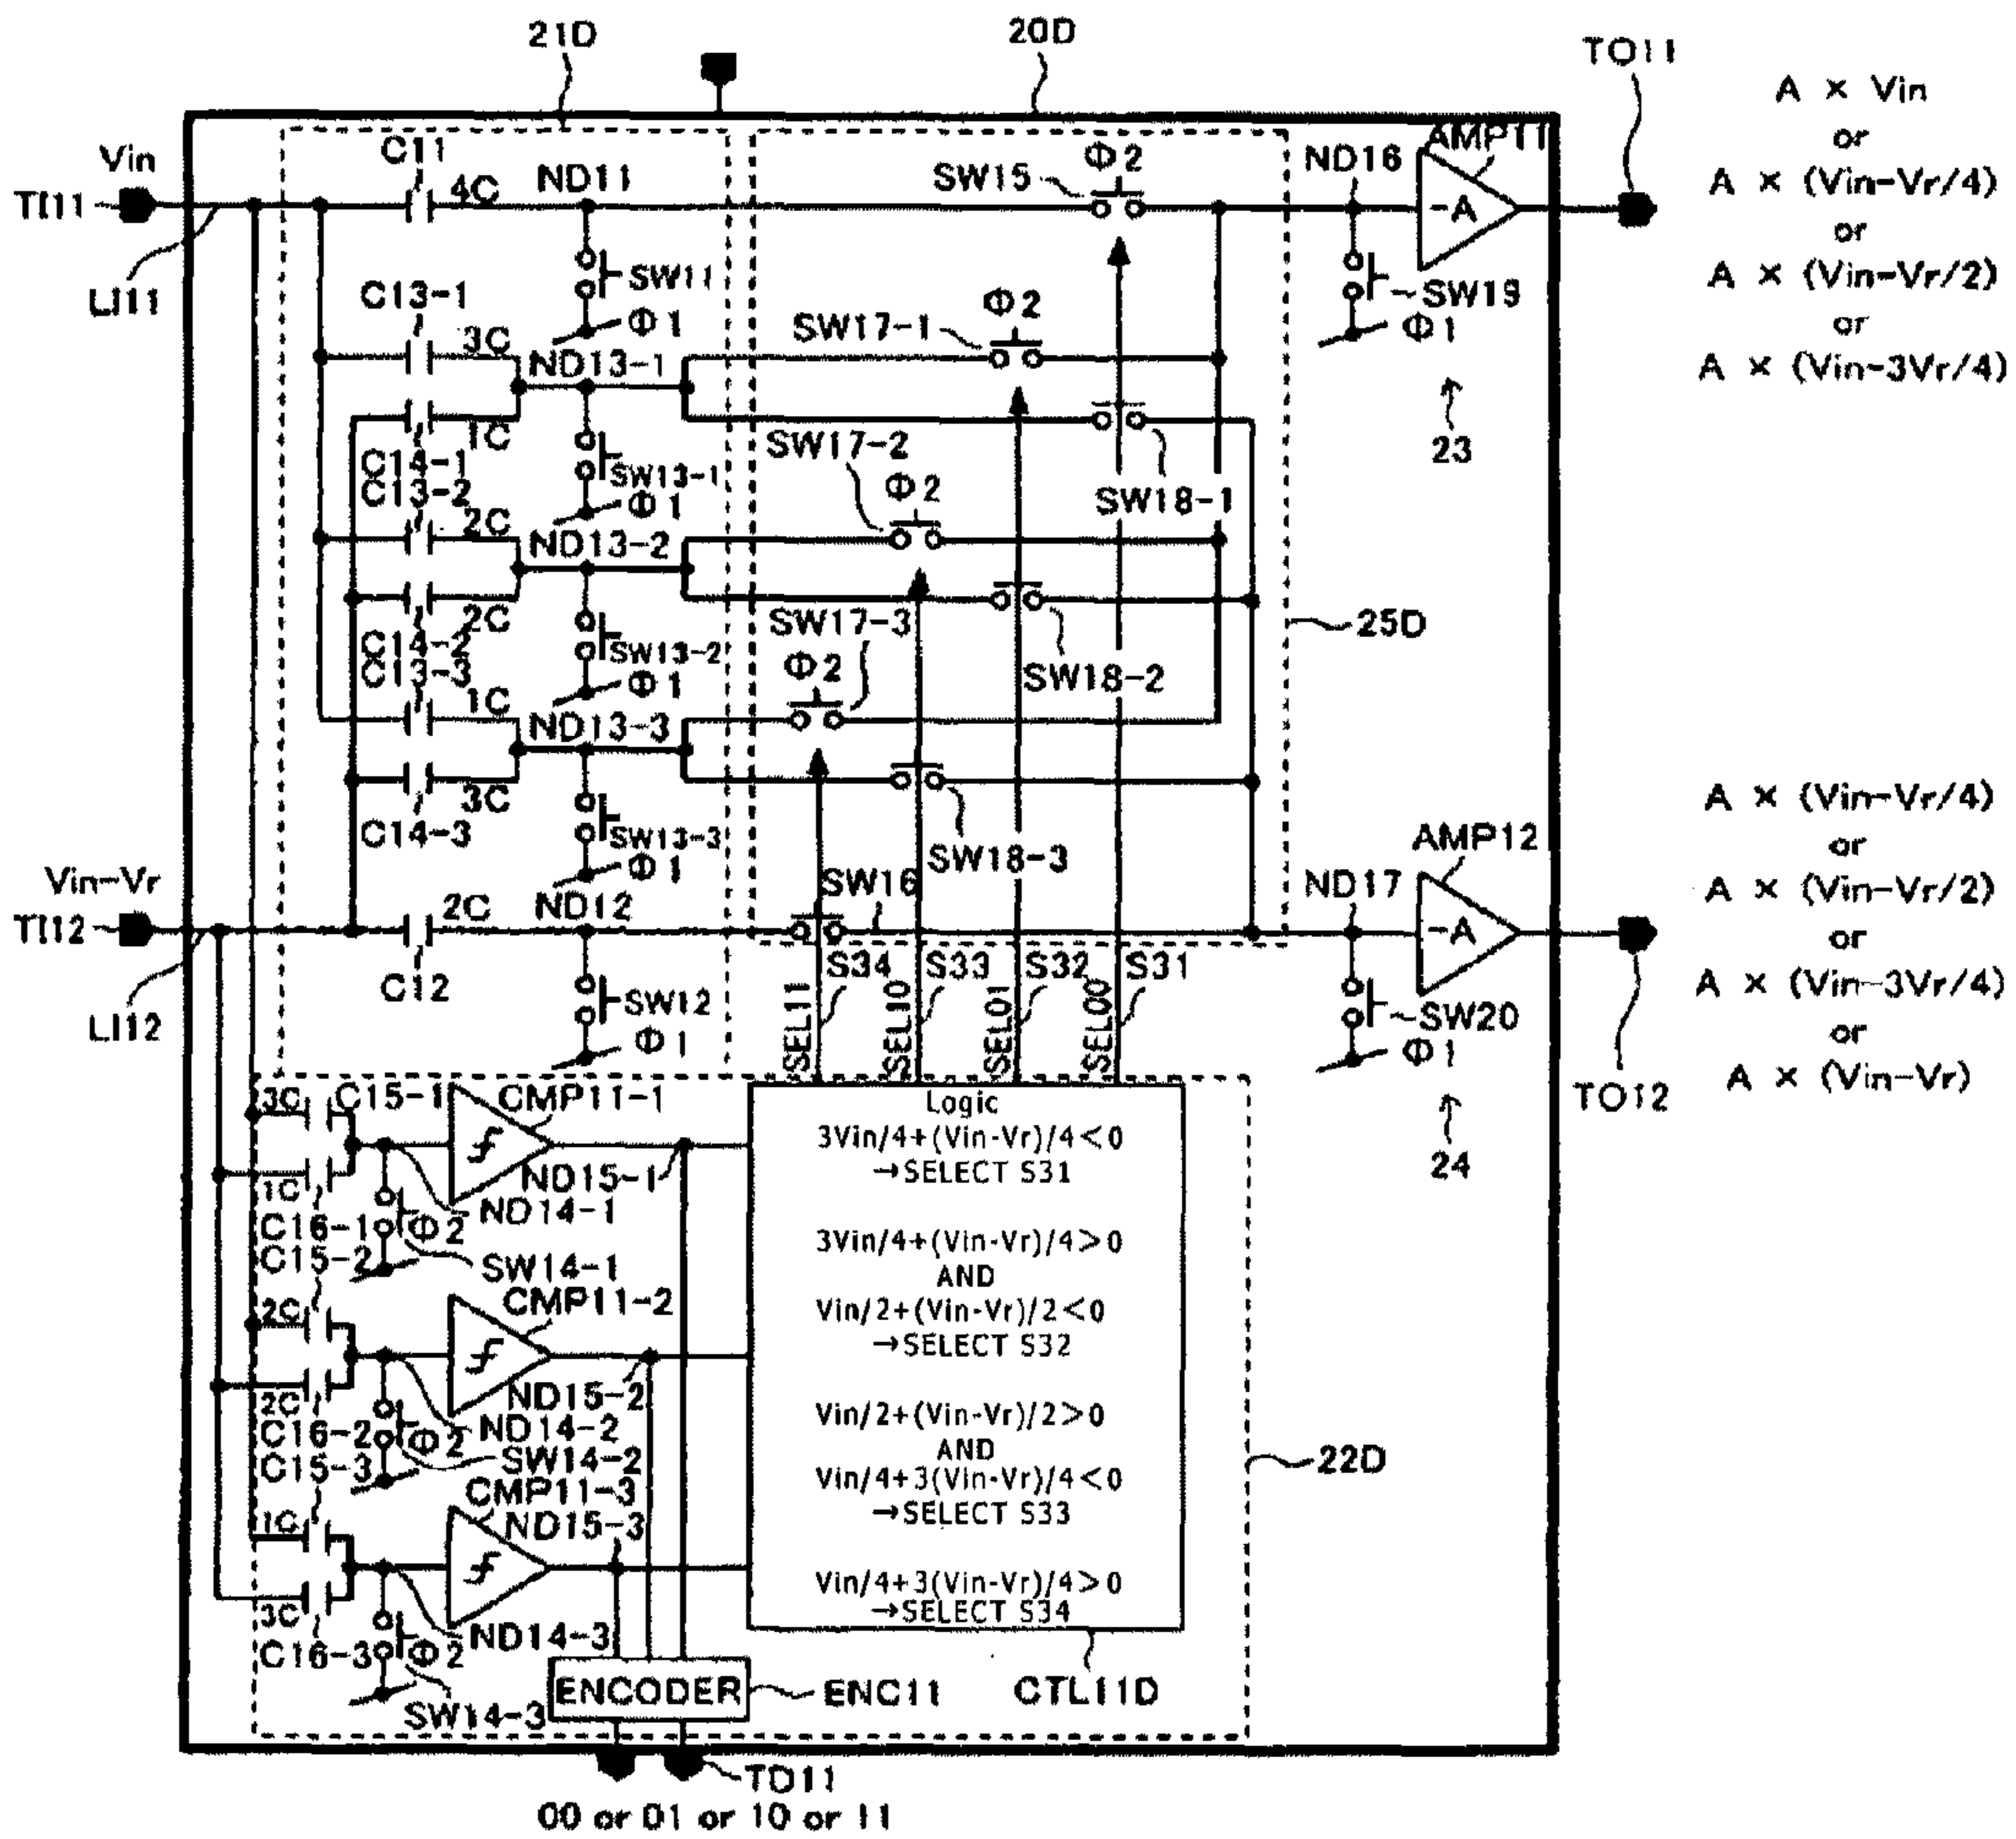 21D
20D
TO11
A × Vin
or
A × (Vin-Vr/4)
or
A × (Vin-Vr/2)
or
A × (Vin-3Vr/4)
Vin
TI11
LI11
C11
4C
ND11
SW15
Φ2
ND16
AMP11
-A
SW11
Φ1
SW19
Φ1
23
C13-1
3C
ND13-1
SW17-1
Φ2
1C
C14-1
C13-2
SW13-1
Φ1
SW17-2
Φ2
SW18-1
2C
ND13-2
2C
C14-2
C13-3
SW13-2
Φ1
SW17-3
Φ2
SW18-2
25D
1C
ND13-3
3C
C14-3
SW13-3
Φ1
SW18-3
A × (Vin-Vr/4)
or
A × (Vin-Vr/2)
or
A × (Vin-3Vr/4)
or
A × (Vin-Vr)
Vin-Vr
TI12
LI12
2C
C12
ND12
SW16
ND17
AMP12
-A
SW12
Φ1
S34
S33
S32
S31
SEL11
SEL10
SEL01
SEL00
SW20
Φ1
24
TO12
3C
C15-1
CMP11-1
ND15-1
1C
C16-1
Φ2
ND14-1
C15-2
SW14-1
CMP11-2
2C
ND15-2
2C
C16-2
Φ2
ND14-2
C15-3
SW14-2
CMP11-3
1C
ND15-3
3C
C16-3
Φ2
ND14-3
SW14-3
Logic
3Vin/4+(Vin-Vr)/4<0
→SELECT S31
3Vin/4+(Vin-Vr)/4>0
AND
Vin/2+(Vin-Vr)/2<0
→SELECT S32
Vin/2+(Vin-Vr)/2>0
AND
Vin/4+3(Vin-Vr)/4<0
→SELECT S33
Vin/4+3(Vin-Vr)/4>0
→SELECT S34
22D
ENCODER
ENC11
CTL11D
TD11
00 or 01 or 10 or 11